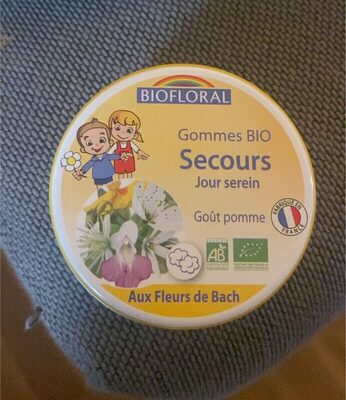 BIOFLORAL
Gommes BIO
Secours
Jour serein
Goût pomme
FABRIQUÉ EN
FRANCE
AB
Aux Fleurs de Bach